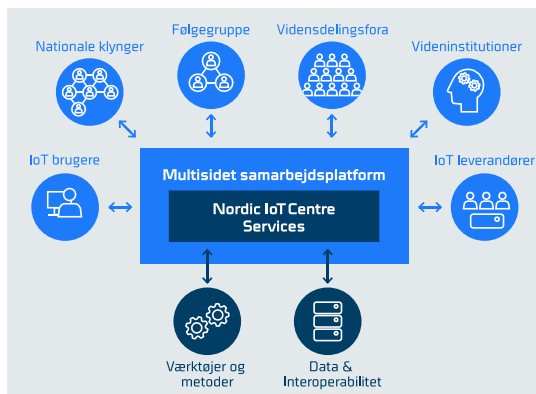 Følgegruppe
Vidensdelingsfora
Nationale klynger
Videninstitutioner
IoT brugere
IoT leverandører
Multisidet samarbejdsplatform
Nordic IoT Centre
Services
Værktøjer og
metoder
Data &
Interoperabilitet